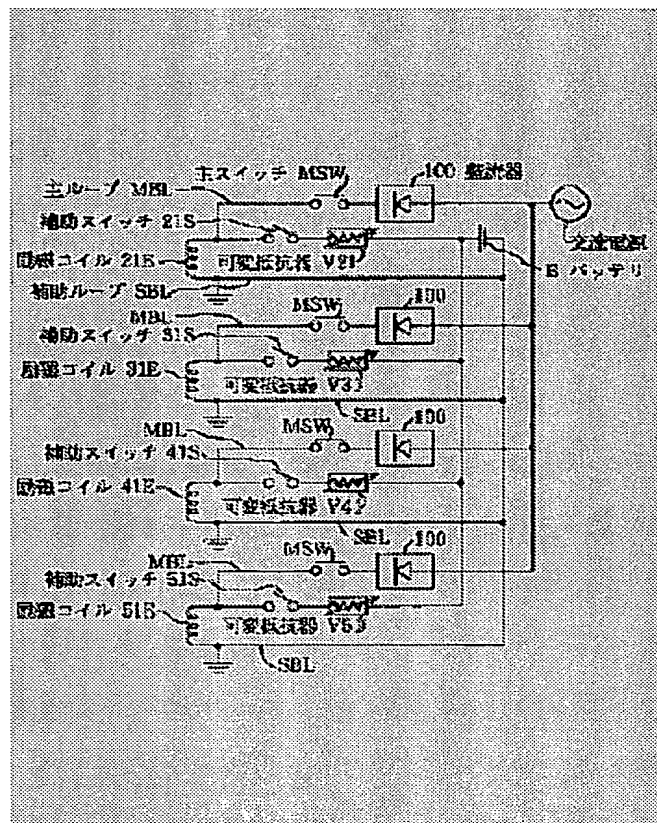 主スイッチ MSW
100 整流器
主ループ MBL
補助スイッチ 21S
交流電源
励磁コイル 21E
可変抵抗器 V21
E バッテリ
補助ループ SBL
MBL
MSW
100
補助スイッチ 31S
励磁コイル 31E
可変抵抗器 V31
SBL
MBL
MSW
100
補助スイッチ 41S
励磁コイル 41E
可変抵抗器 V41
SBL
MBL
MSW
100
補助スイッチ 51S
励磁コイル 51E
可変抵抗器 V51
SBL